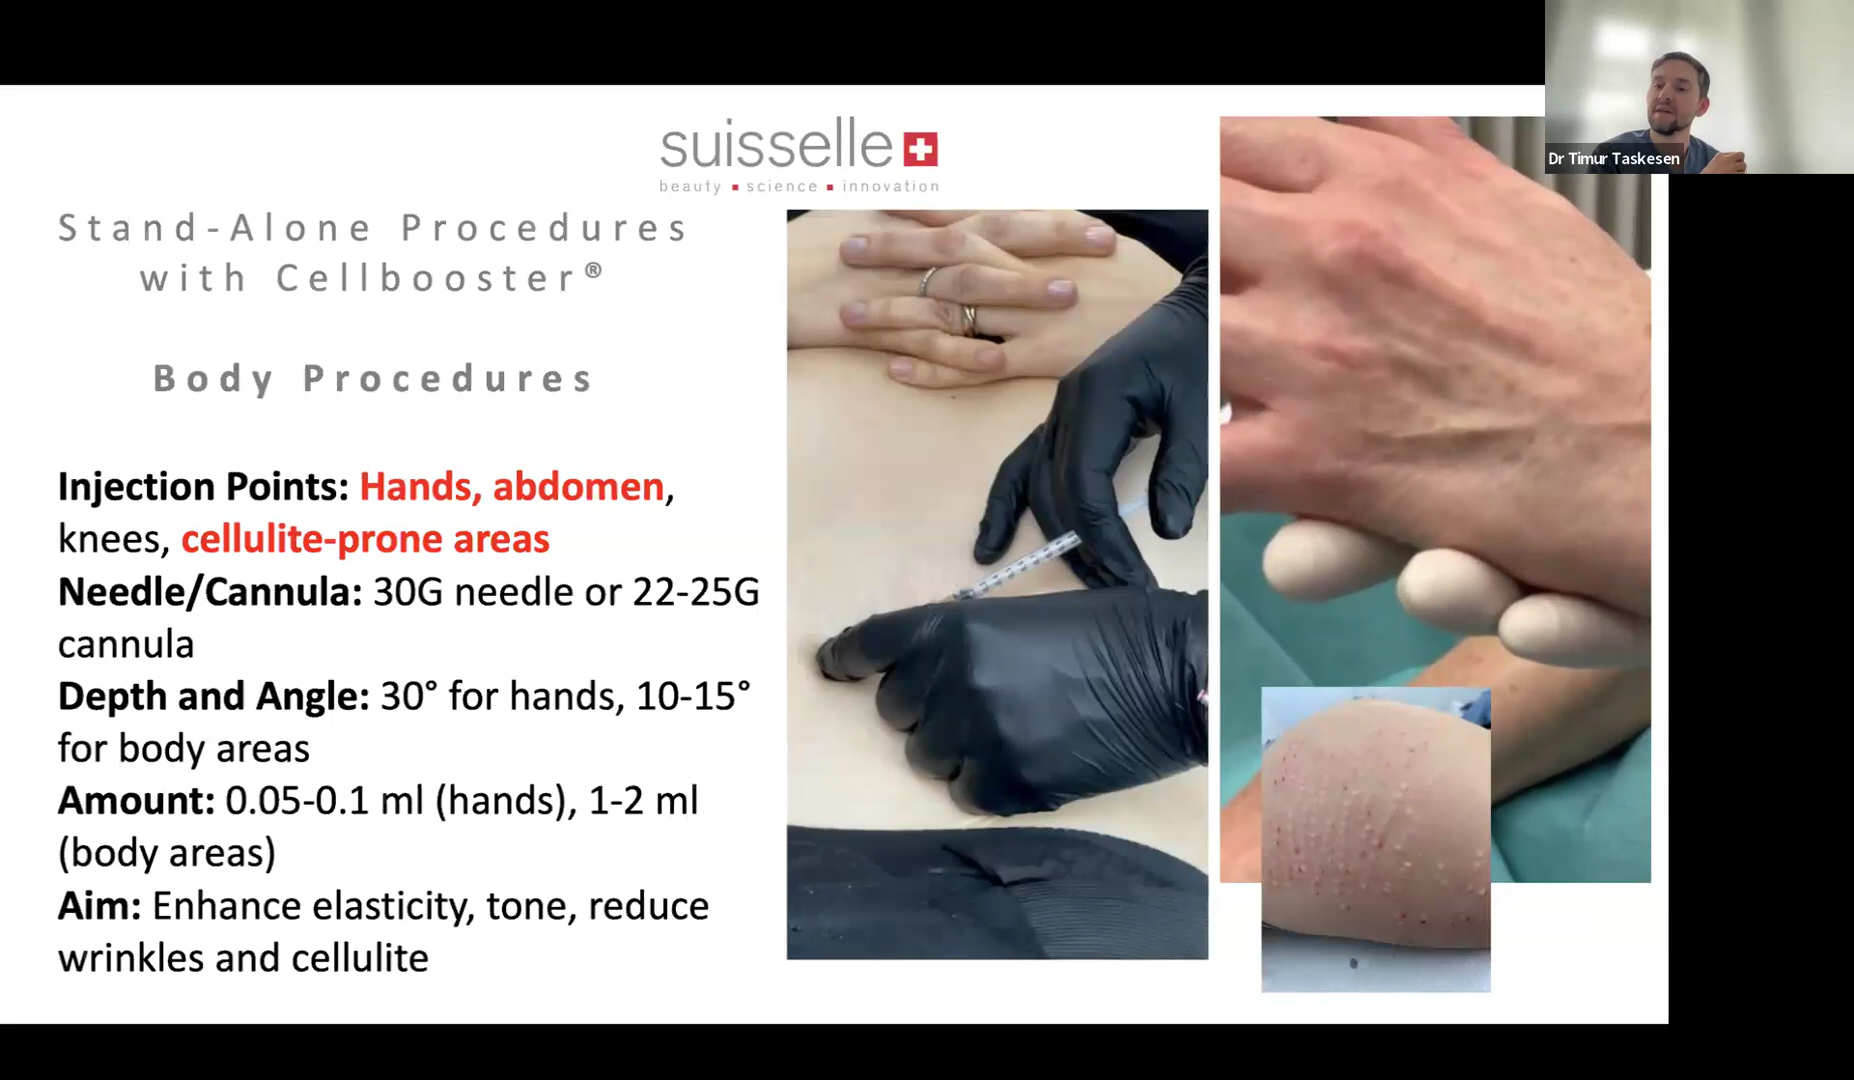 Dr Timur Taskesen
suisselle
beauty ▪ science ▪ innovation
Stand-Alone Procedures
with Cellbooster®
Body Procedures
Injection Points: Hands, abdomen,
knees, cellulite-prone areas
Needle/Cannula: 30G needle or 22-25G
cannula
Depth and Angle: 30° for hands, 10-15°
for body areas
Amount: 0.05-0.1 ml (hands), 1-2 ml
(body areas)
Aim: Enhance elasticity, tone, reduce
wrinkles and cellulite